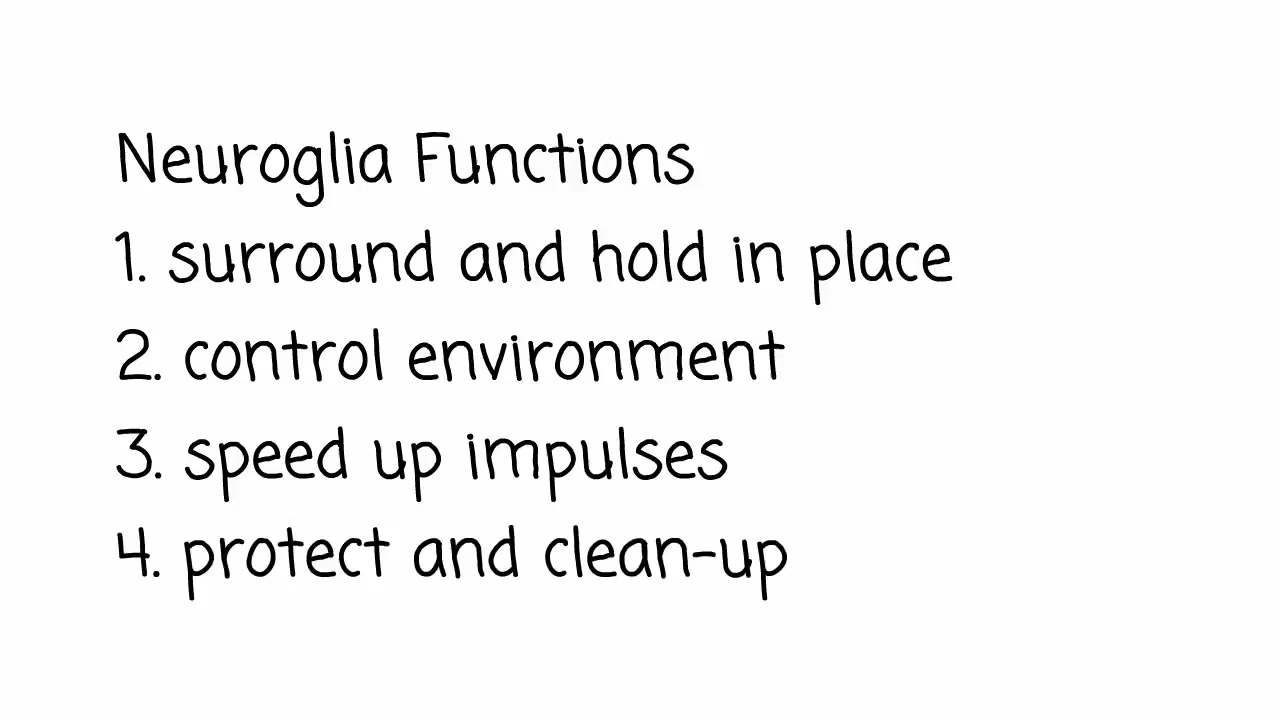 Neuroglia Functions
1. surround and hold in place
2. control environment
3. speed up impulses
4. protect and clean-up